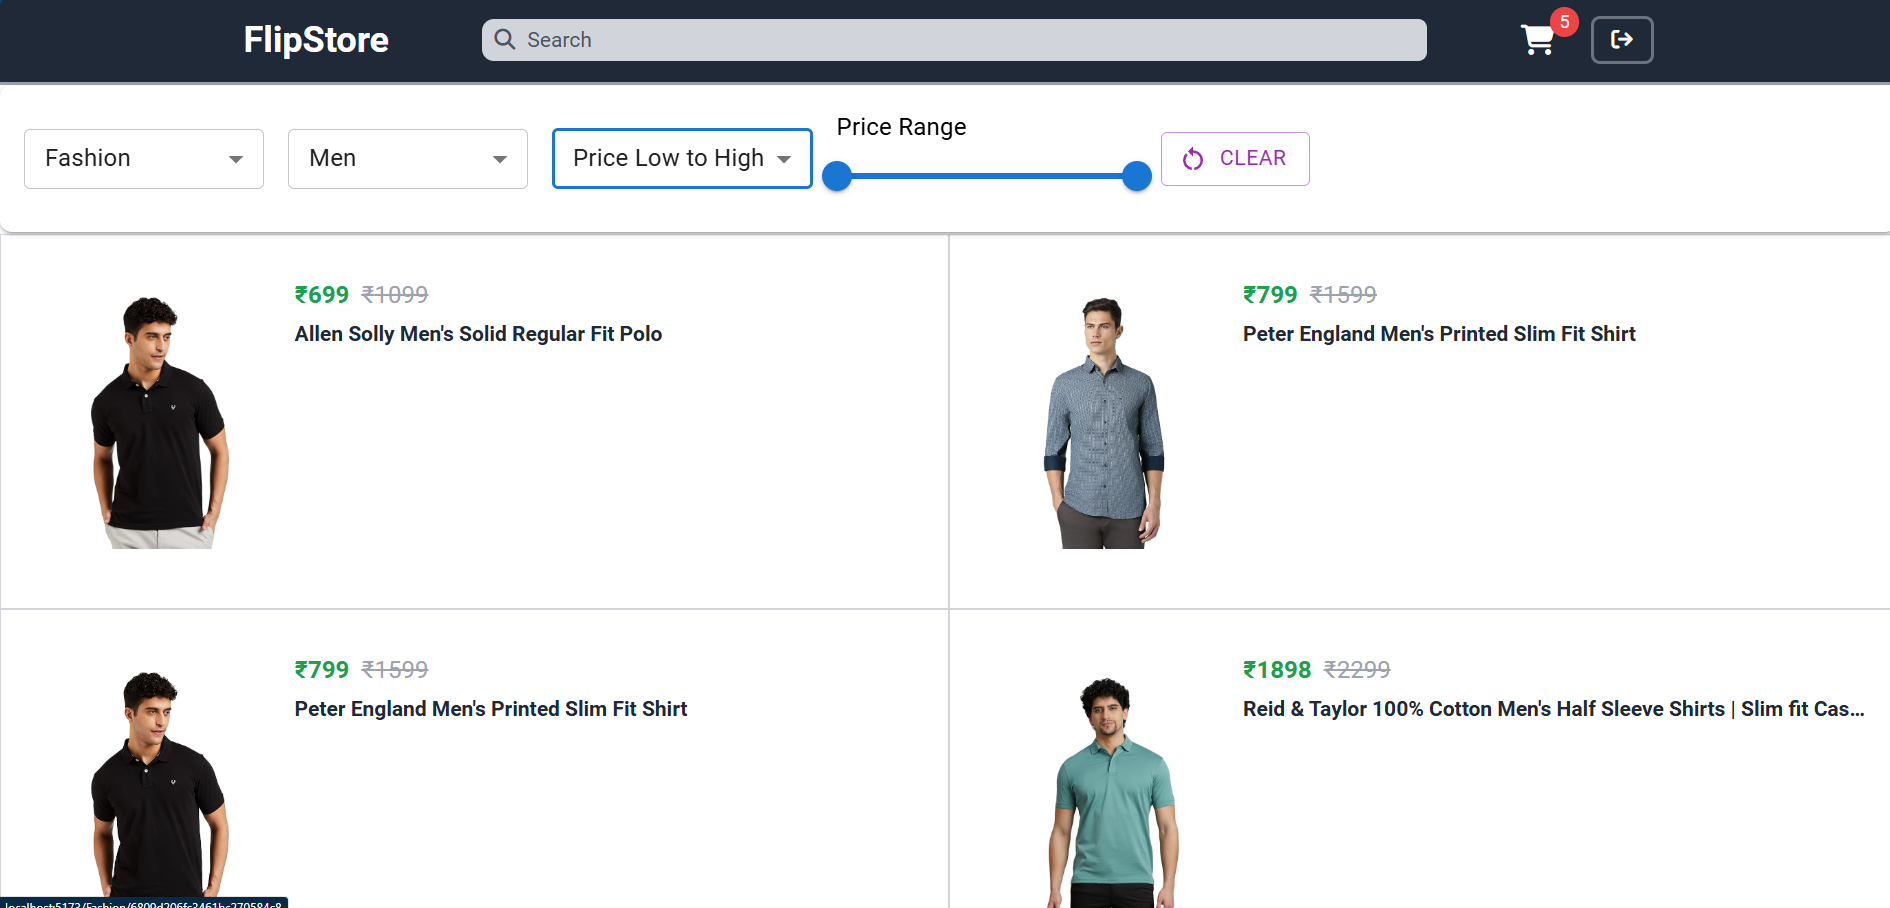 FlipStore
Search
5
Fashion
Men
Price Low to High
Price Range
CLEAR
₹699 ₹1099
Allen Solly Men's Solid Regular Fit Polo
₹799 ₹1599
Peter England Men's Printed Slim Fit Shirt
₹799 ₹1599
Peter England Men's Printed Slim Fit Shirt
₹1898 ₹2299
Reid & Taylor 100% Cotton Men's Half Sleeve Shirts | Slim fit Cas...